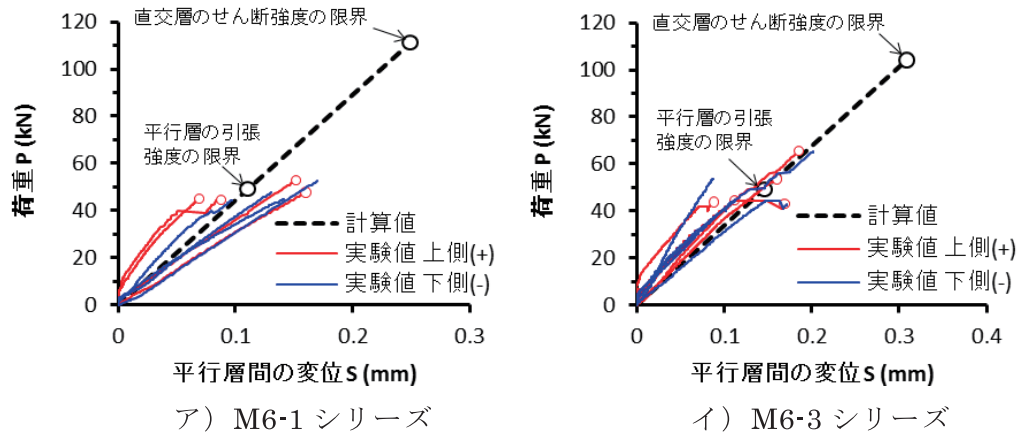 120
100
80
60
40
20
0
荷重 P (kN)
直交層のせん断強度の限界
平行層の引張
強度の限界
計算値
実験値 上側(+)
実験値 下側(-)
0
0.1
0.2
0.3
平行層間の変位 S (mm)
ア）M6-1 シリーズ
120
100
80
60
40
20
0
荷重 P (kN)
直交層のせん断強度の限界
平行層の引張
強度の限界
計算値
実験値 上側(+)
実験値 下側(-)
0
0.1
0.2
0.3
0.4
平行層間の変位 S (mm)
イ）M6-3 シリーズ